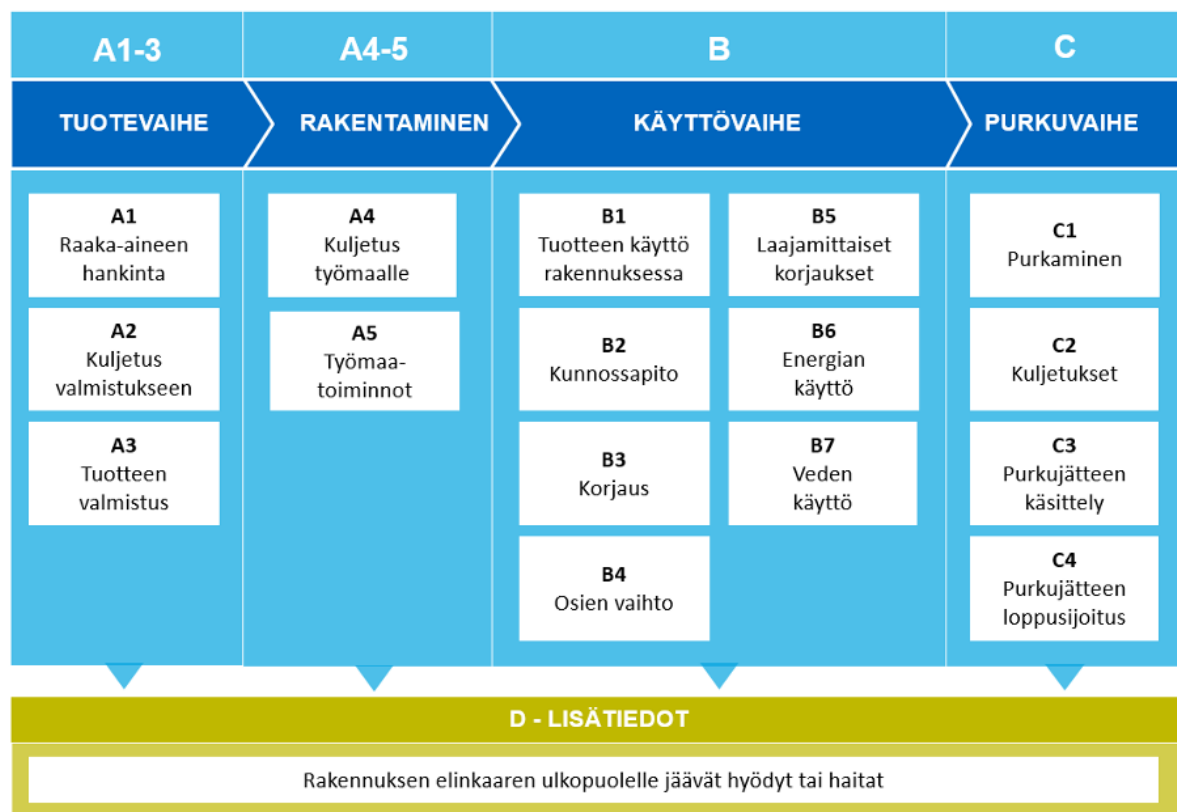 A1-3
A4-5
B
C
TUOTEVAIHE
RAKENTAMINEN
KÄYTTÖVAIHE
PURKUVAIHE
A1
Raaka-aineen
hankinta
A2
Kuljetus
valmistukseen
A3
Tuotteen
valmistus
A4
Kuljetus
työmaalle
A5
Työmaa-
toiminnot
B1
Tuotteen käyttö
rakennuksessa
B2
Kunnossapito
B3
Korjaus
B4
Osien vaihto
B5
Laajamittaiset
korjaukset
B6
Energian
käyttö
B7
Veden
käyttö
C1
Purkaminen
C2
Kuljetukset
C3
Purkujätteen
käsittely
C4
Purkujätteen
loppusijoitus
D - LISÄTIEDOT
Rakennuksen elinkaaren ulkopuolelle jäävät hyödyt tai haitat